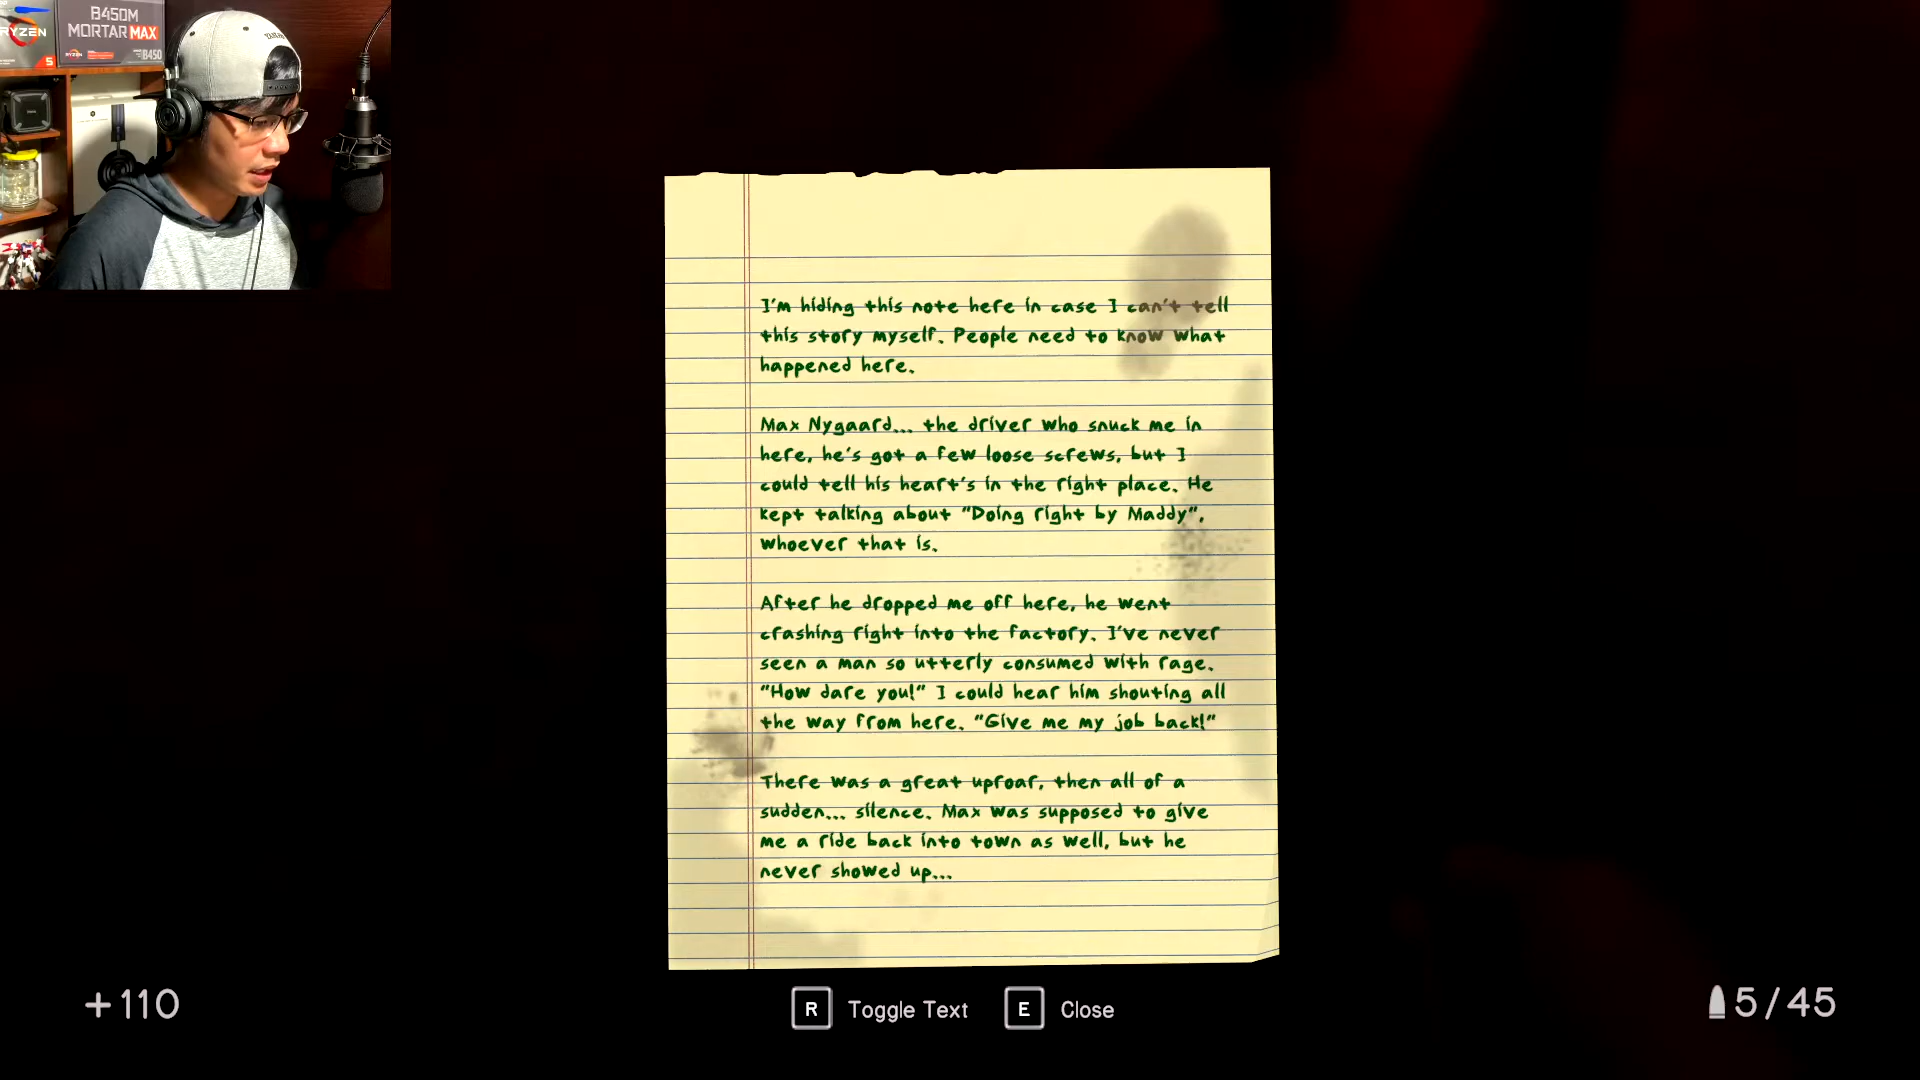 RYZEN
5
B450M
MORTAR MAX
RYZEN
B450
I'm hiding this note here in case I can't tell
this story myself. People need to know what
happened here.
Max Nygaard... the driver who snuck me in
here, he's got a few loose screws, but I
could tell his heart's in the right place. He
kept talking about "Doing right by Maddy",
whoever that is.
After he dropped me off here, he went
crashing right into the factory. I've never
seen a man so utterly consumed with rage.
"How dare you!" I could hear him shouting all
the way from here. "Give me my job back!"
There was a great uproar, then all of a
sudden... silence. Max was supposed to give
me a ride back into town as well, but he
never showed up...
+110
R Toggle Text E Close
5/45